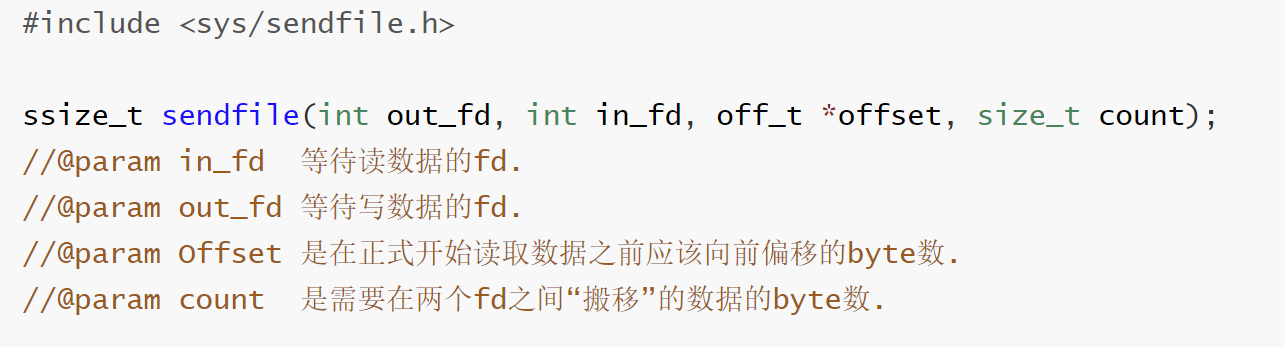 #include <sys/sendfile.h>
ssize_t sendfile(int out_fd, int in_fd, off_t *offset, size_t count);
//@param in_fd  等待读数据的fd.
//@param out_fd 等待写数据的fd.
//@param Offset 是在正式开始读取数据之前应该向前偏移的byte数.
//@param count  是需要在两个fd之间“搬移”的数据的byte数.